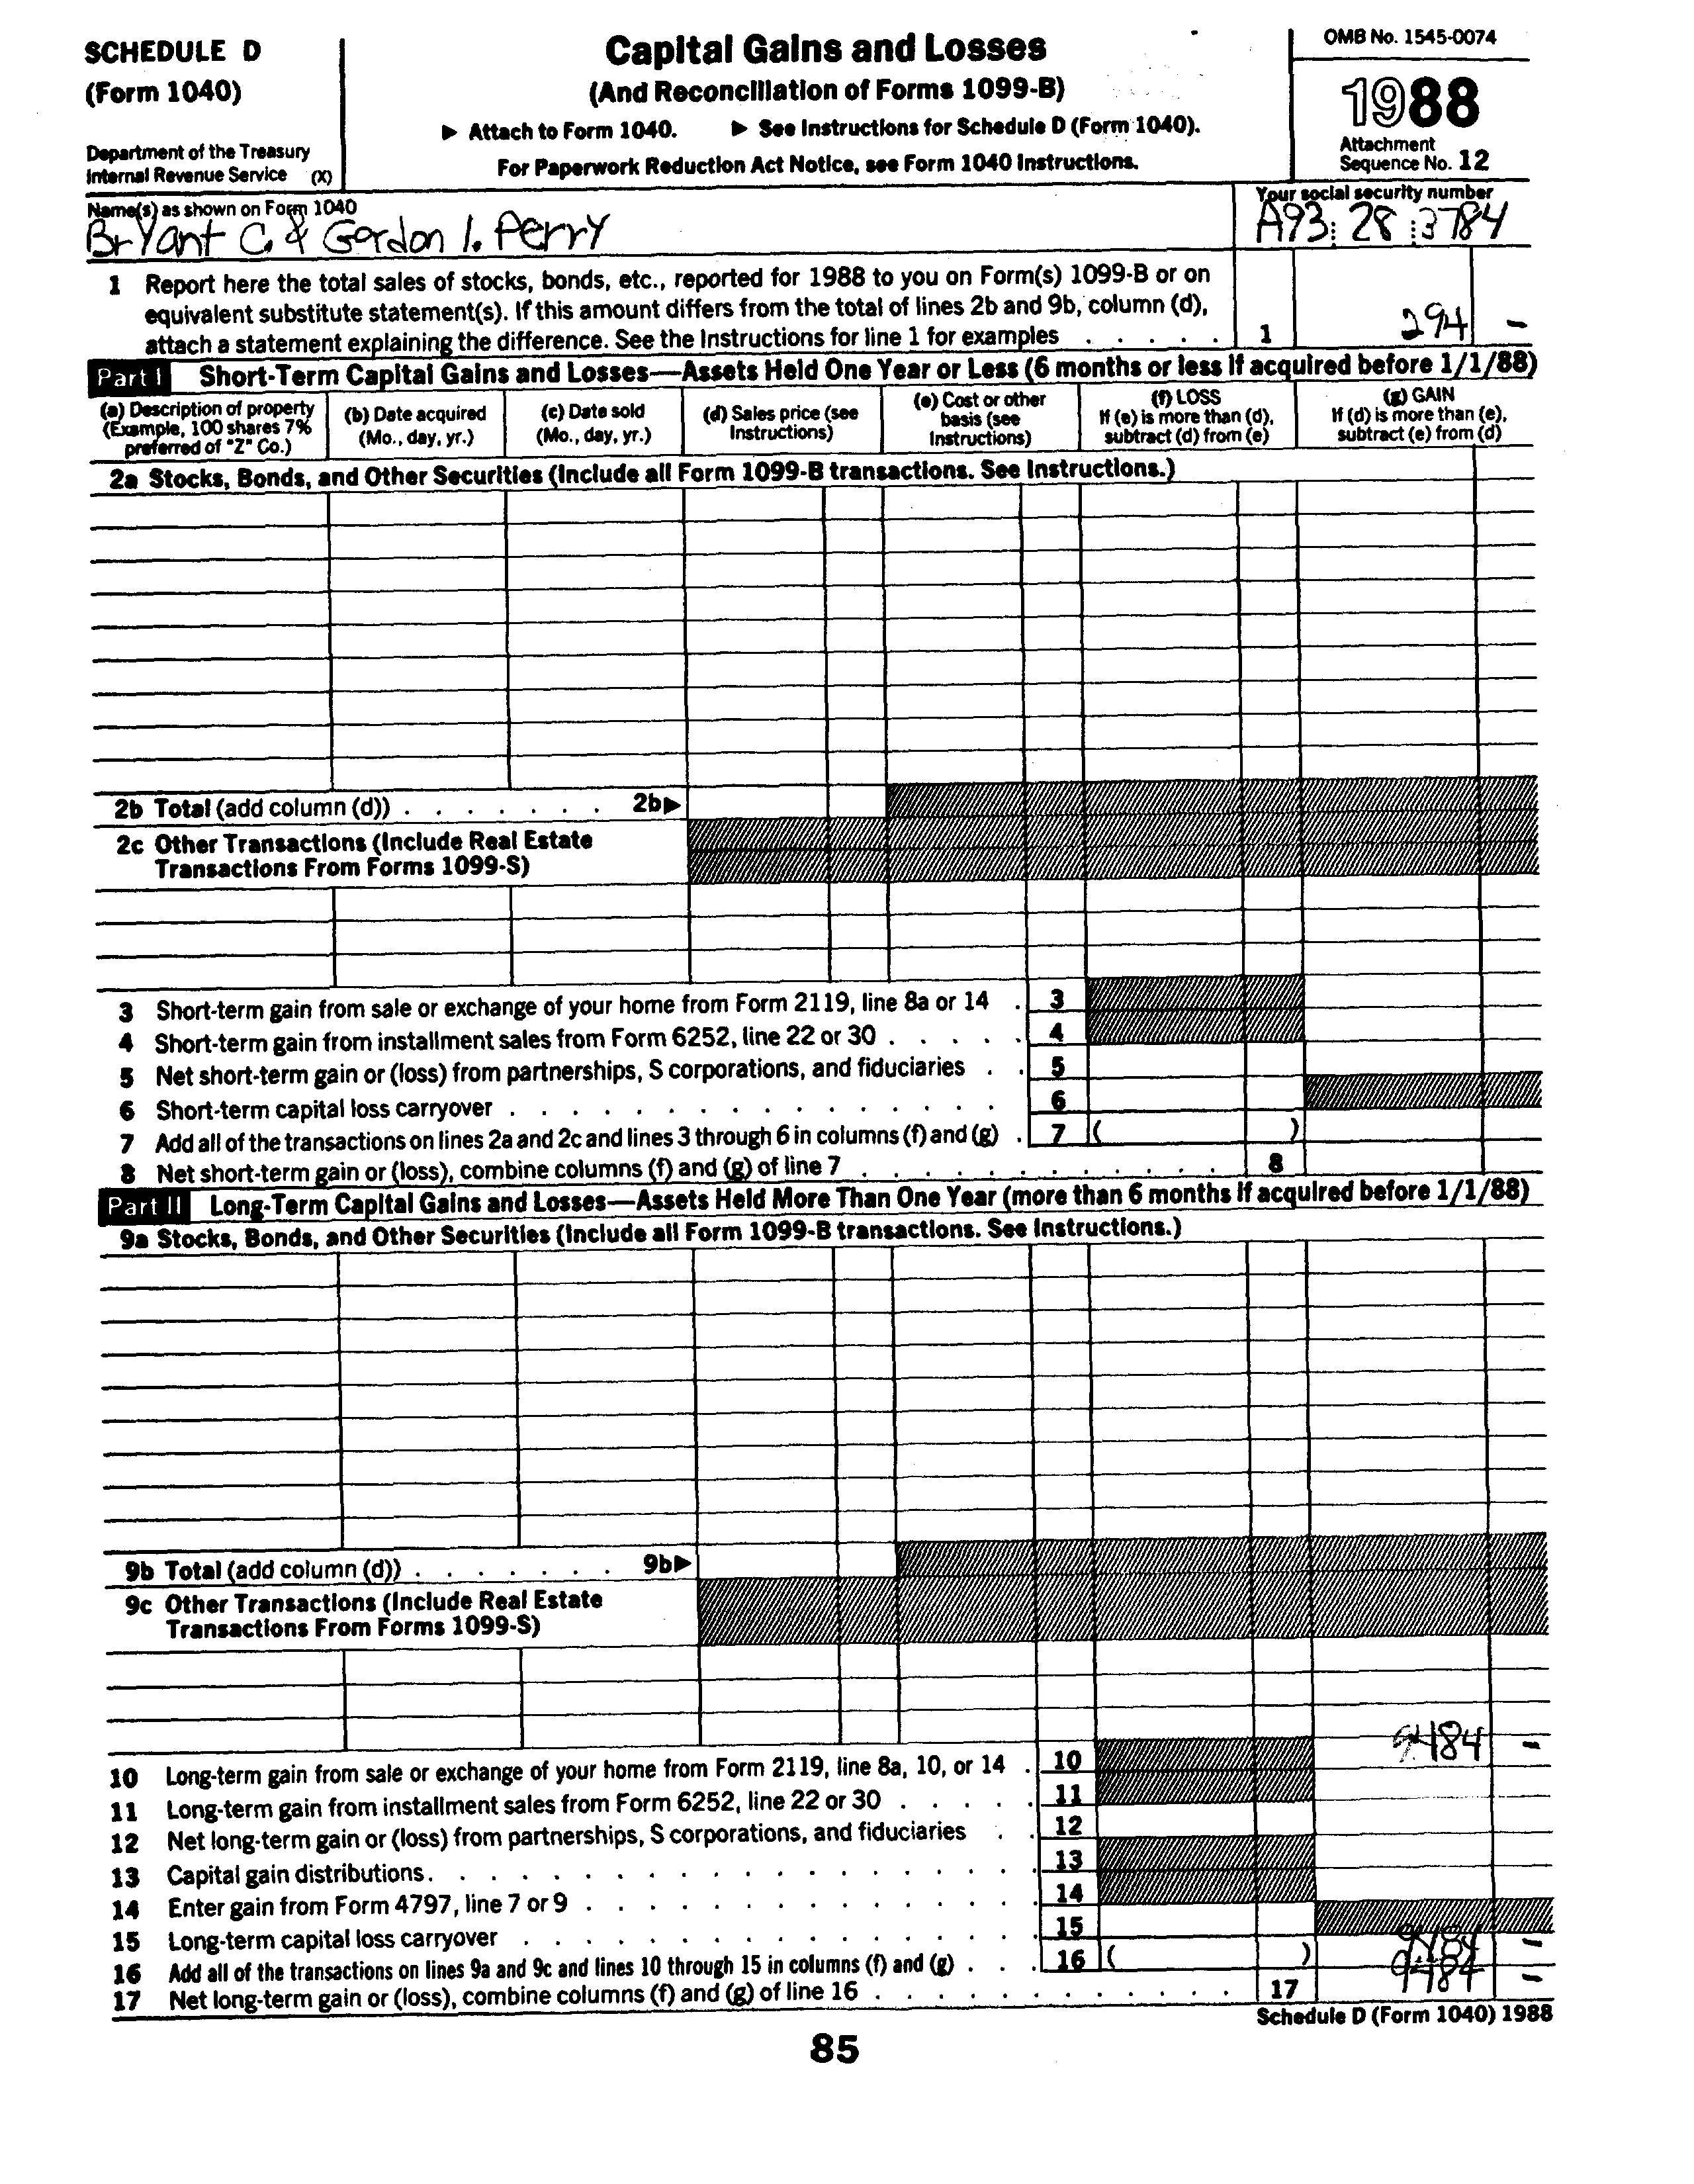 SCHEDULE D
(Form 1040)
Department of the Treasury
Internal Revenue Service (X)
Capital Gains and Losses
(And Reconciliation of Forms 1099-B)
▶ Attach to Form 1040. ▶ See Instructions for Schedule D (Form 1040).
For Paperwork Reduction Act Notice, see Form 1040 Instructions.
OMB No. 1545-0074
1988
Attachment
Sequence No. 12
Name(s) as shown on Form 1040
Bryant C. & Gordon I. Perry
Your social security number
A93 28 3784
1 Report here the total sales of stocks, bonds, etc., reported for 1988 to you on Form(s) 1099-B or on
equivalent substitute statement(s). If this amount differs from the total of lines 2b and 9b, column (d),
attach a statement explaining the difference. See the Instructions for line 1 for examples . . . . . 1 294 –
Part I Short-Term Capital Gains and Losses—Assets Held One Year or Less (6 months or less if acquired before 1/1/88)
(a) Description of property
(Example, 100 shares 7%
preferred of "Z" Co.)
(b) Date acquired
(Mo., day, yr.)
(c) Date sold
(Mo., day, yr.)
(d) Sales price (see
Instructions)
(e) Cost or other
basis (see
Instructions)
(f) LOSS
If (e) is more than (d),
subtract (d) from (e)
(g) GAIN
If (d) is more than (e),
subtract (e) from (d)
2a Stocks, Bonds, and Other Securities (Include all Form 1099-B transactions. See Instructions.)
2b Total (add column (d)) . . . . . . . 2b▶
2c Other Transactions (Include Real Estate
Transactions From Forms 1099-S)
3 Short-term gain from sale or exchange of your home from Form 2119, line 8a or 14 . 3
4 Short-term gain from installment sales from Form 6252, line 22 or 30 . . . . . 4
5 Net short-term gain or (loss) from partnerships, S corporations, and fiduciaries . . 5
6 Short-term capital loss carryover . . . . . . . . . . . . . . . 6
7 Add all of the transactions on lines 2a and 2c and lines 3 through 6 in columns (f) and (g) . 7 ( )
8 Net short-term gain or (loss), combine columns (f) and (g) of line 7 . . . . . . . . . . . . 8
Part II Long-Term Capital Gains and Losses—Assets Held More Than One Year (more than 6 months if acquired before 1/1/88)
9a Stocks, Bonds, and Other Securities (Include all Form 1099-B transactions. See Instructions.)
9b Total (add column (d)) . . . . . . . 9b▶
9c Other Transactions (Include Real Estate
Transactions From Forms 1099-S)
10 Long-term gain from sale or exchange of your home from Form 2119, line 8a, 10, or 14 . 10 9484 –
11 Long-term gain from installment sales from Form 6252, line 22 or 30 . . . . . 11
12 Net long-term gain or (loss) from partnerships, S corporations, and fiduciaries . . 12
13 Capital gain distributions . . . . . . . . . . . . . . . . . . 13
14 Enter gain from Form 4797, line 7 or 9 . . . . . . . . . . . . . 14
15 Long-term capital loss carryover . . . . . . . . . . . . . . . 15
16 Add all of the transactions on lines 9a and 9c and lines 10 through 15 in columns (f) and (g) . . . 16 ( ) 9484 –
17 Net long-term gain or (loss), combine columns (f) and (g) of line 16 . . . . . . . . . . . . 17 9484 –
Schedule D (Form 1040) 1988
85